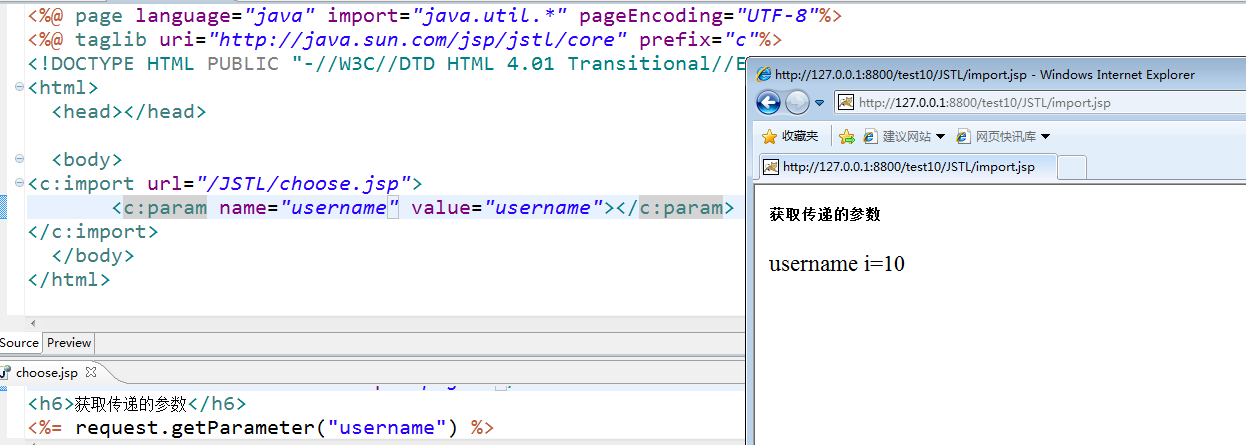 <%@ page language="java" import="java.util.*" pageEncoding="UTF-8"%>
<%@ taglib uri="http://java.sun.com/jsp/jstl/core" prefix="c"%>
<!DOCTYPE HTML PUBLIC "-//W3C//DTD HTML 4.01 Transitional//E
<html>
<head></head>
<body>
<c:import url="/JSTL/choose.jsp">
<c:param name="username" value="username"></c:param>
</c:import>
</body>
</html>
Source Preview
choose.jsp
<h6>获取传递的参数</h6>
<%= request.getParameter("username") %>
http://127.0.0.1:8800/test10/JSTL/import.jsp - Windows Internet Explorer
http://127.0.0.1:8800/test10/JSTL/import.jsp
收藏夹 建议网站 网页快讯库
http://127.0.0.1:8800/test10/JSTL/import.jsp
获取传递的参数
username i=10